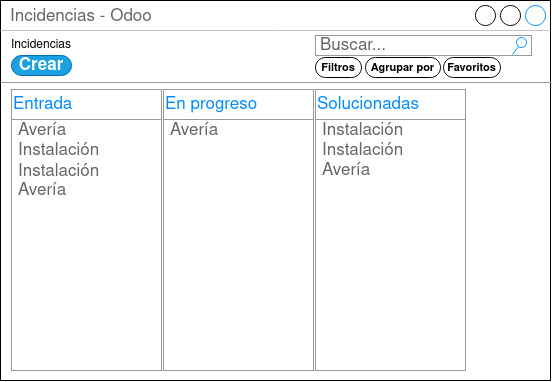 Incidencias - Odoo
Incidencias
Crear
Buscar...
Filtros
Agrupar por
Favoritos
Entrada
Avería
Instalación
Instalación
Avería
En progreso
Avería
Solucionadas
Instalación
Instalación
Avería